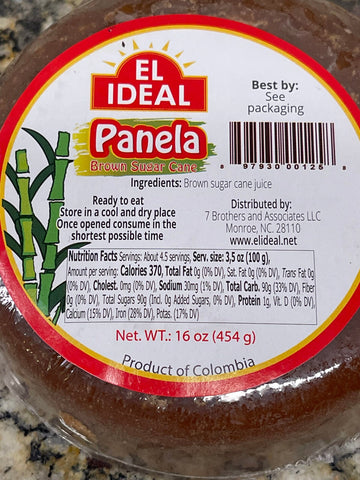 EL
IDEAL
Panela
Brown Sugar Cane
Best by:
See
packaging
8 97930 00125 8
Ingredients: Brown sugar cane juice
Ready to eat
Store in a cool and dry place
Once opened consume in the
shortest possible time
Distributed by:
7 Brothers and Associates LLC
Monroe, NC. 28110
www.elideal.net
Nutrition Facts Servings: About 4.5 servings, Serv. size: 3,5 oz (100 g),
Amount per serving: Calories 370, Total Fat 0g (0% DV), Sat. Fat 0g (0% DV), Trans Fat 0g
(0% DV), Cholest. 0mg (0% DV), Sodium 30mg (1% DV), Total Carb. 90g (33% DV), Fiber
0g (0% DV), Total Sugars 90g (Incl. 0g Added Sugars, 0% DV), Protein 1g, Vit. D (0% DV),
Calcium (15% DV), Iron (28% DV), Potas. (17% DV)
NET. WT.: 16 oz (454 g)
Product of Colombia